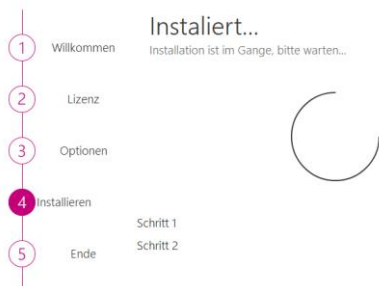 Instaliert...
Installation ist im Gange, bitte warten...
1 Willkommen
2 Lizenz
3 Optionen
4 Installieren
Schritt 1
Schritt 2
5 Ende